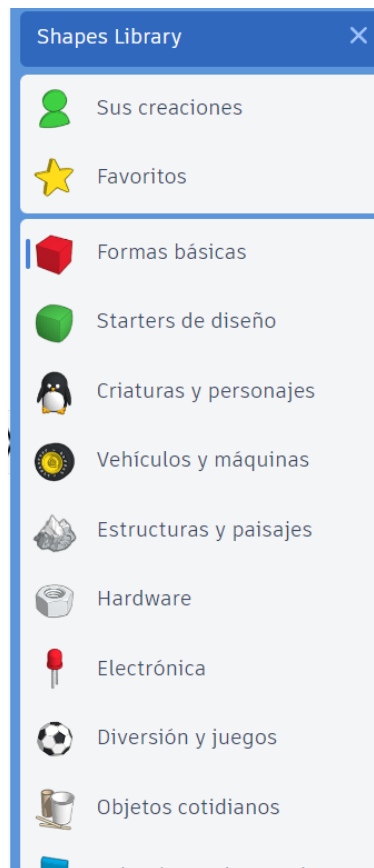 Shapes Library
Sus creaciones
Favoritos
Formas básicas
Starters de diseño
Criaturas y personajes
Vehículos y máquinas
Estructuras y paisajes
Hardware
Electrónica
Diversión y juegos
Objetos cotidianos